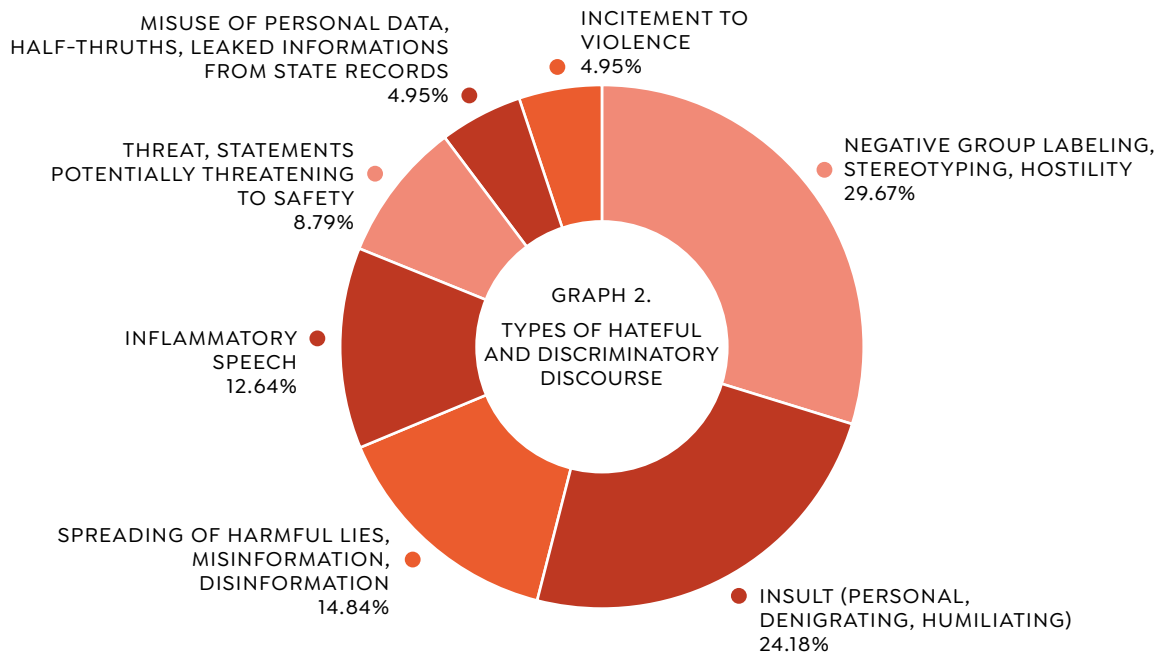 INCITEMENT TO
VIOLENCE
4.95%
NEGATIVE GROUP LABELING,
STEREOTYPING, HOSTILITY
29.67%
INSULT (PERSONAL,
DENIGRATING, HUMILIATING)
24.18%
SPREADING OF HARMFUL LIES,
MISINFORMATION,
DISINFORMATION
14.84%
INFLAMMATORY
SPEECH
12.64%
THREAT, STATEMENTS
POTENTIALLY THREATENING
TO SAFETY
8.79%
MISUSE OF PERSONAL DATA,
HALF-THRUTHS, LEAKED INFORMATIONS
FROM STATE RECORDS
4.95%
GRAPH 2.
TYPES OF HATEFUL
AND DISCRIMINATORY
DISCOURSE